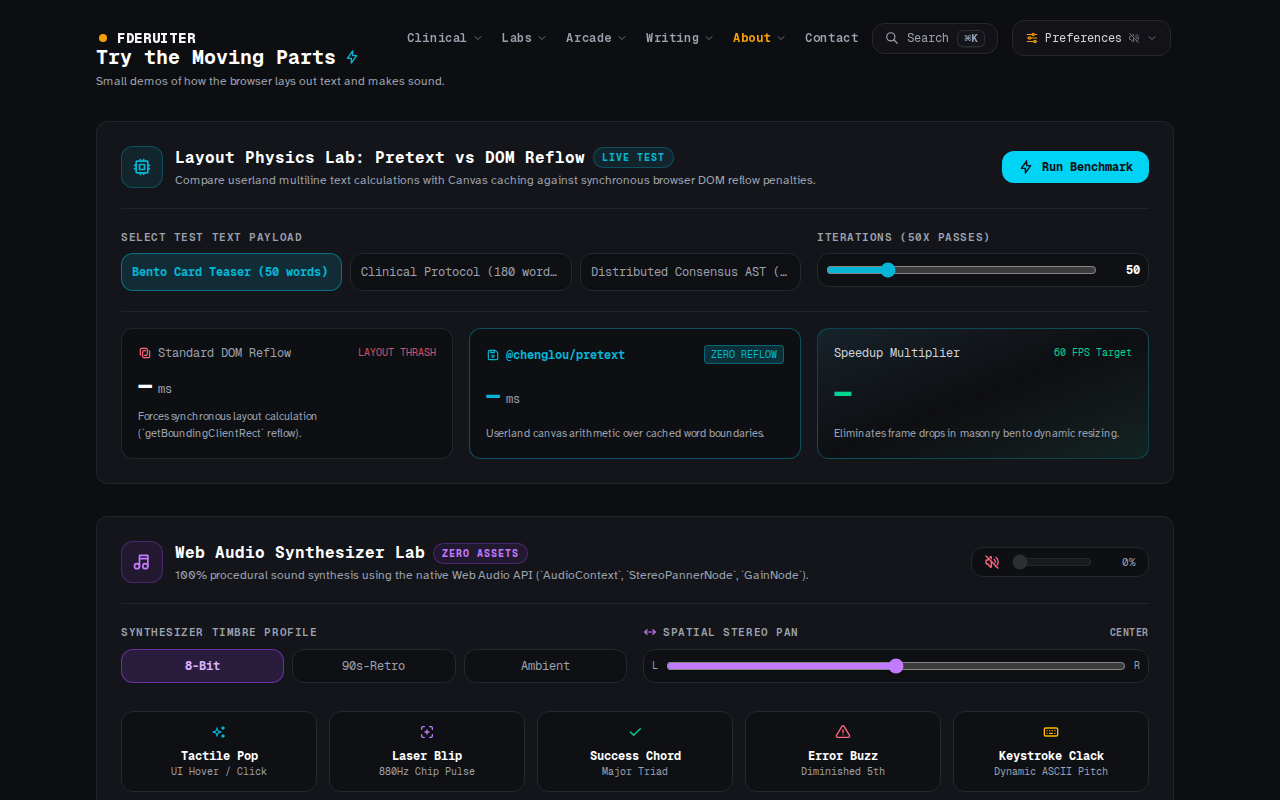 FDERUITER
Clinical
Labs
Arcade
Writing
About
Contact
Search ⌘K
Preferences
Try the Moving Parts
Small demos of how the browser lays out text and makes sound.
Layout Physics Lab: Pretext vs DOM Reflow LIVE TEST
Compare userland multiline text calculations with Canvas caching against synchronous browser DOM reflow penalties.
Run Benchmark
SELECT TEST TEXT PAYLOAD
ITERATIONS (50X PASSES)
Bento Card Teaser (50 words)
Clinical Protocol (180 word…
Distributed Consensus AST (…
50
Standard DOM Reflow
LAYOUT THRASH
— ms
Forces synchronous layout calculation
(`getBoundingClientRect` reflow).
@chenglou/pretext
ZERO REFLOW
— ms
Userland canvas arithmetic over cached word boundaries.
Speedup Multiplier
60 FPS Target
—
Eliminates frame drops in masonry bento dynamic resizing.
Web Audio Synthesizer Lab ZERO ASSETS
100% procedural sound synthesis using the native Web Audio API (`AudioContext`, `StereoPannerNode`, `GainNode`).
0%
SYNTHESIZER TIMBRE PROFILE
SPATIAL STEREO PAN
CENTER
8-Bit
90s-Retro
Ambient
L
R
Tactile Pop
UI Hover / Click
Laser Blip
880Hz Chip Pulse
Success Chord
Major Triad
Error Buzz
Diminished 5th
Keystroke Clack
Dynamic ASCII Pitch